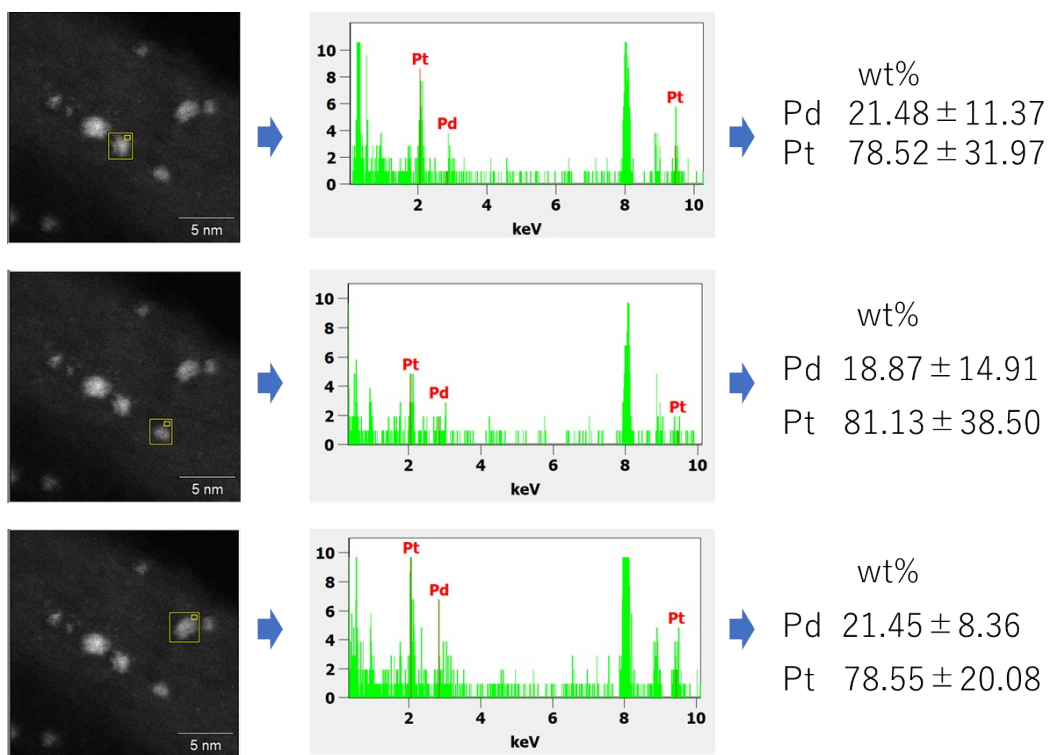 5 nm
10
8
6
4
2
0
Pt
Pd
Pt
2 4 6 8 10
keV
wt%
Pd 21.48 ± 11.37
Pt 78.52 ± 31.97
5 nm
10
8
6
4
2
0
Pt
Pd
Pt
2 4 6 8 10
keV
wt%
Pd 18.87 ± 14.91
Pt 81.13 ± 38.50
5 nm
10
8
6
4
2
0
Pt
Pd
Pt
2 4 6 8 10
keV
wt%
Pd 21.45 ± 8.36
Pt 78.55 ± 20.08